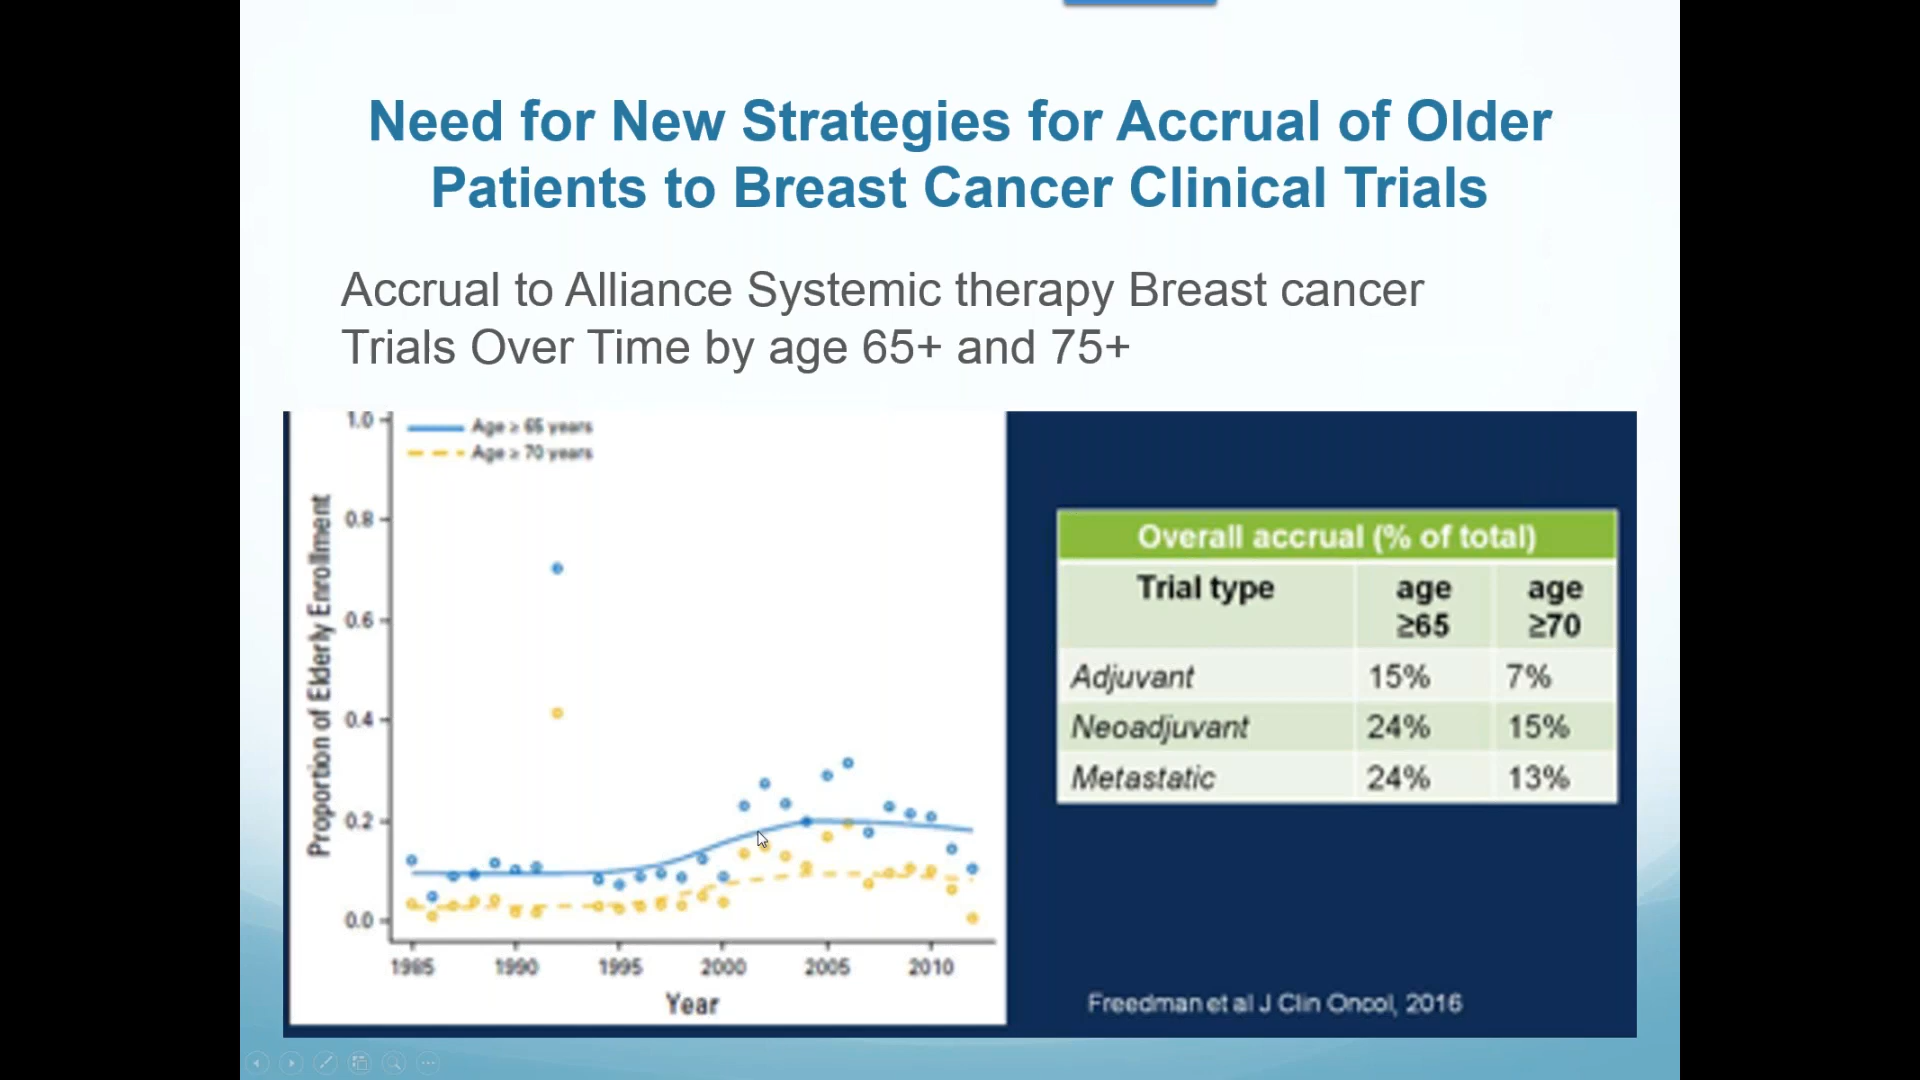 Need for New Strategies for Accrual of Older
Patients to Breast Cancer Clinical Trials
Accrual to Alliance Systemic therapy Breast cancer
Trials Over Time by age 65+ and 75+
Age ≥ 65 years
Age ≥ 70 years
Proportion of Elderly Enrollment
1.0
0.8
0.6
0.4
0.2
0.0
1985 1990 1995 2000 2005 2010
Year
Overall accrual (% of total)
Trial type age ≥65 age ≥70
Adjuvant 15% 7%
Neoadjuvant 24% 15%
Metastatic 24% 13%
Freedman et al J Clin Oncol, 2016